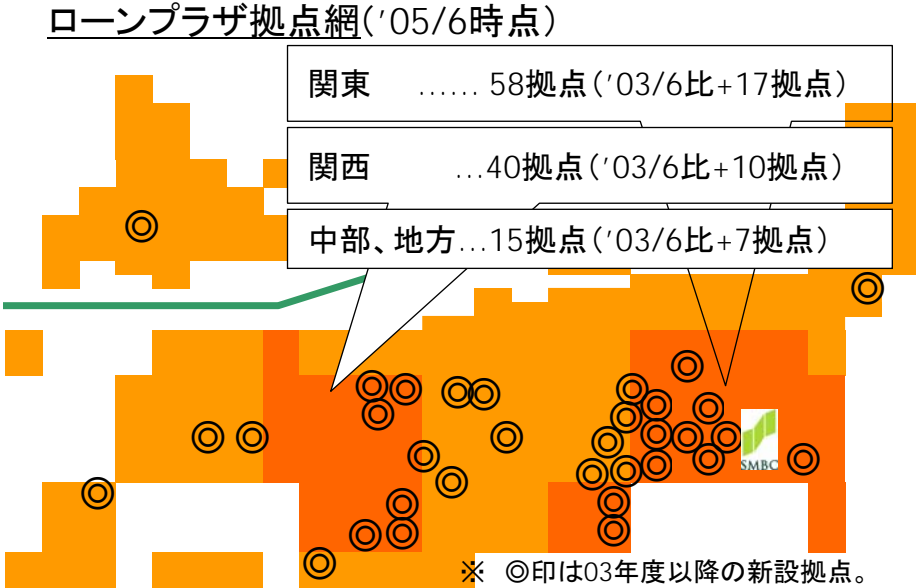 ローンプラザ拠点網('05/6時点)
関東 ...... 58拠点('03/6比+17拠点)
関西 ...40拠点('03/6比+10拠点)
中部、地方...15拠点('03/6比+7拠点)
SMBC
※ ◎印は03年度以降の新設拠点。